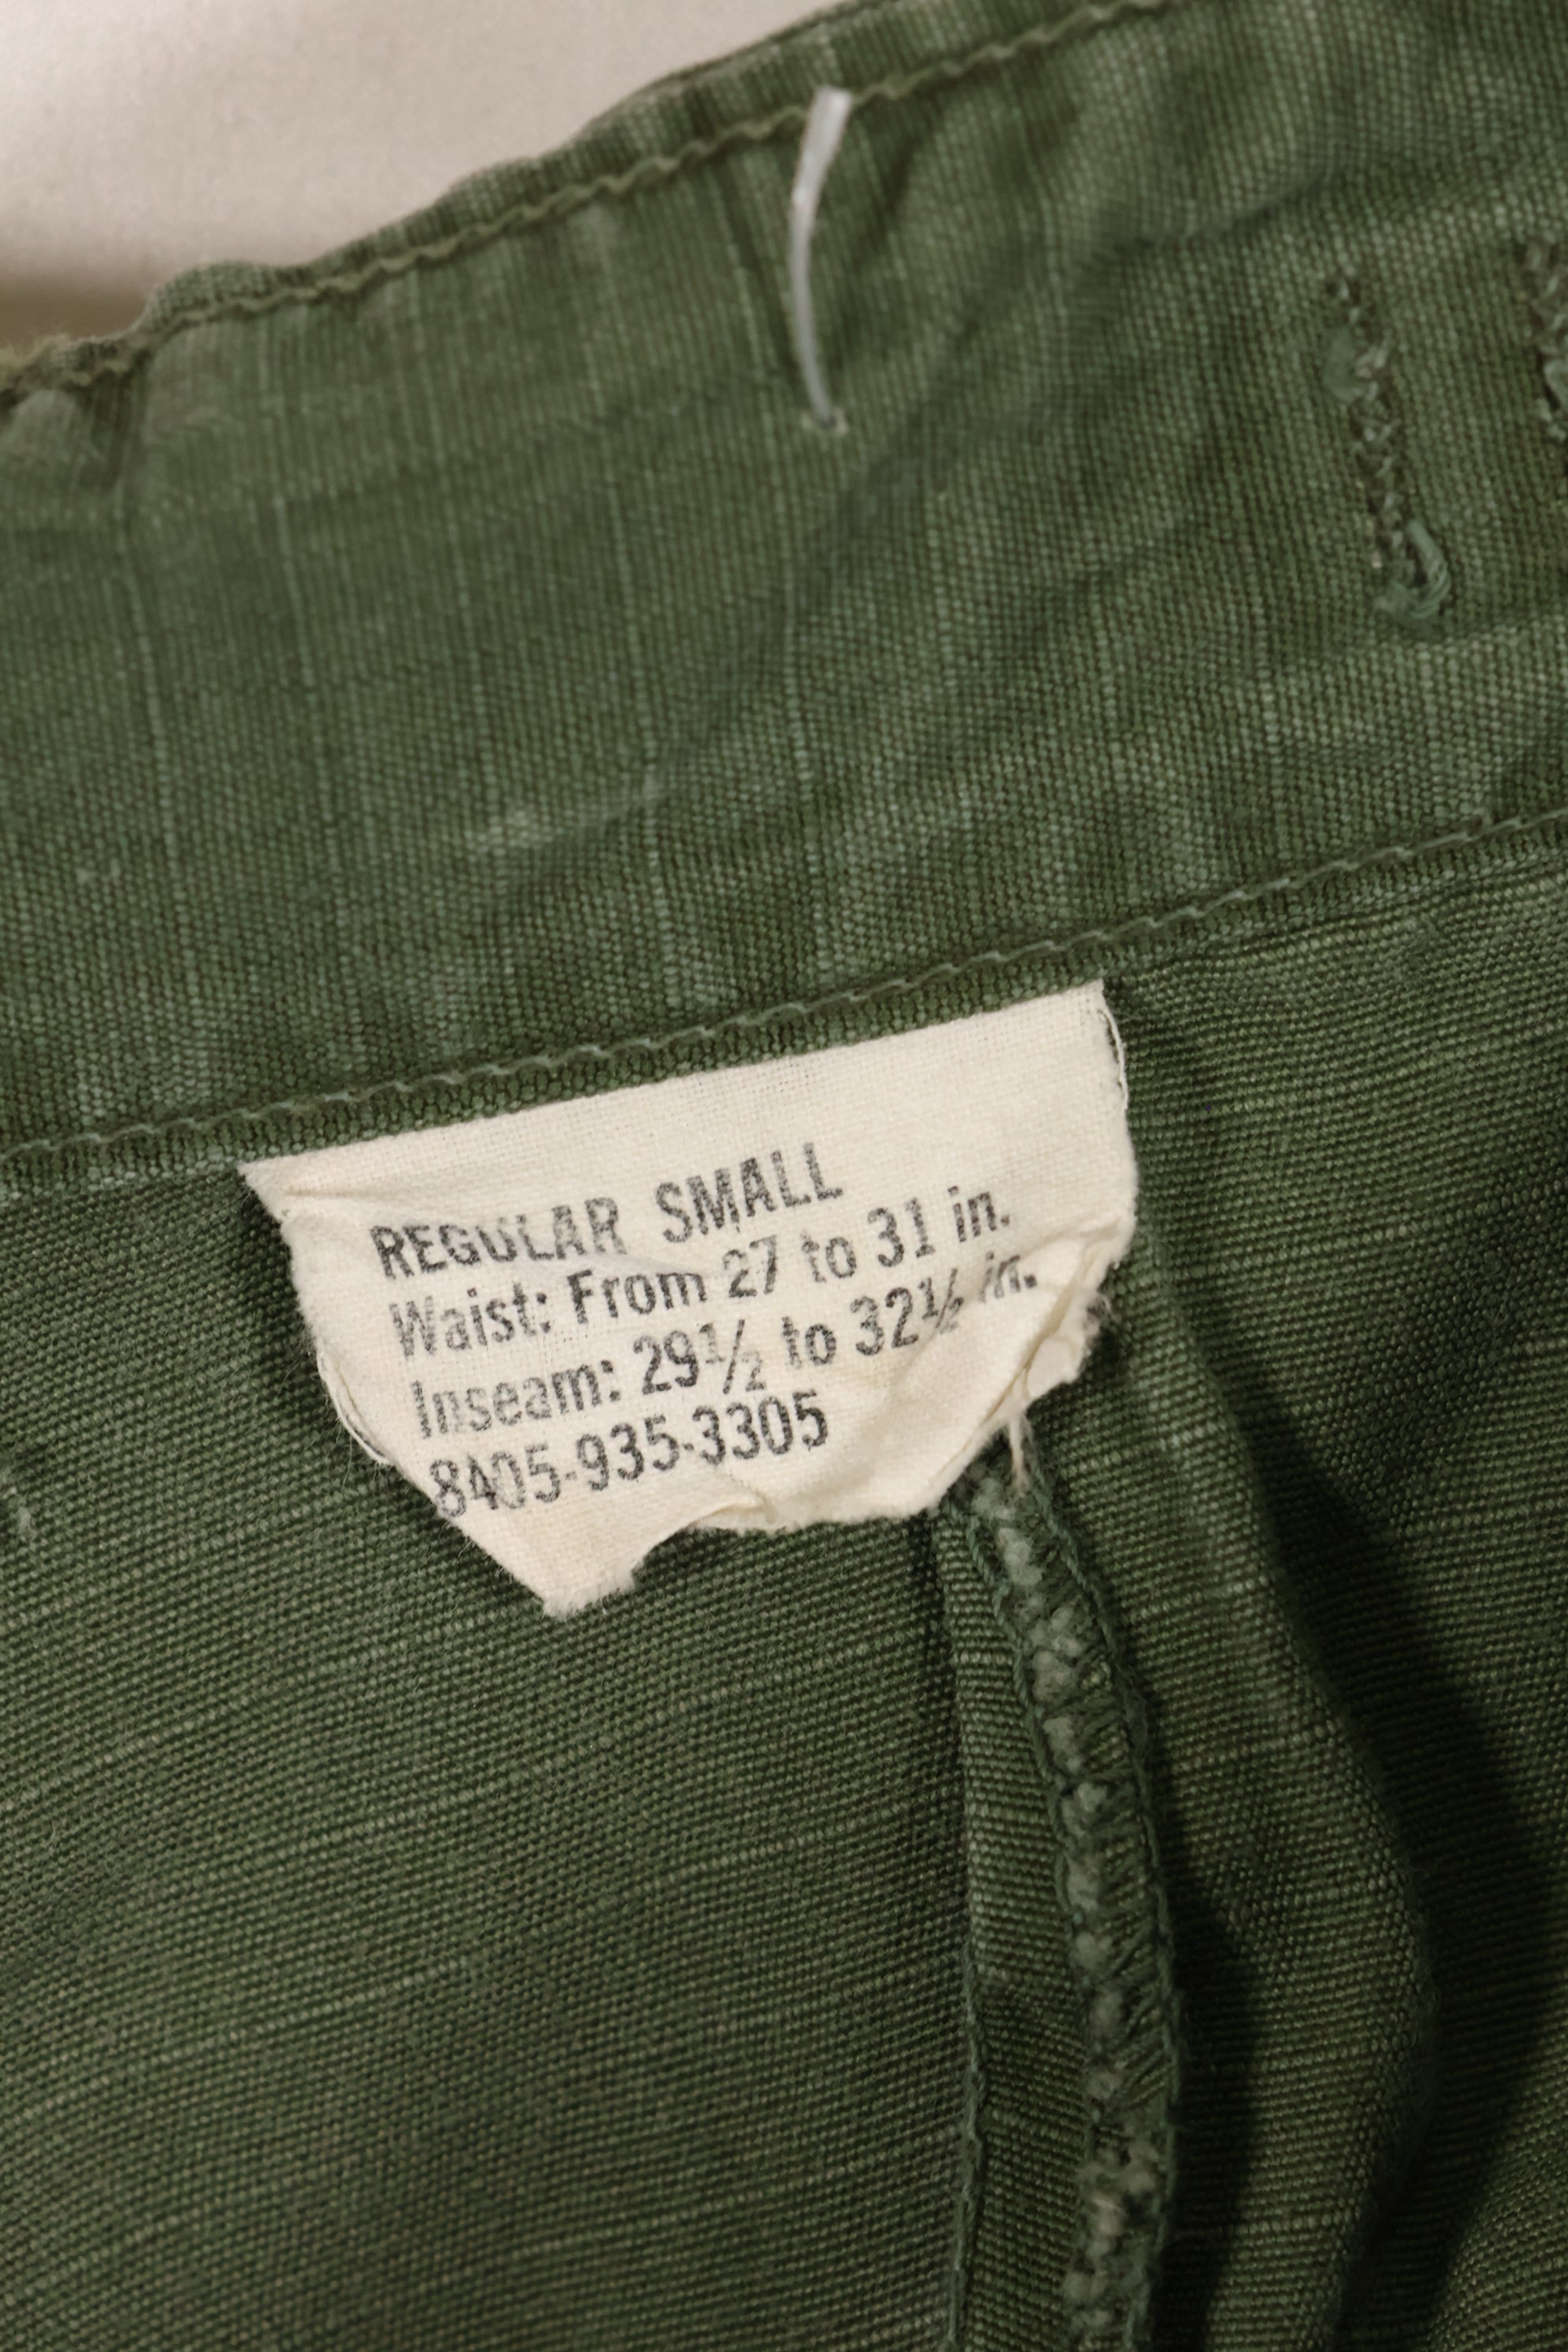 REGULAR SMALL
Waist: From 27 to 31 in.
Inseam: 29½ to 32½ in.
8405-935-3305